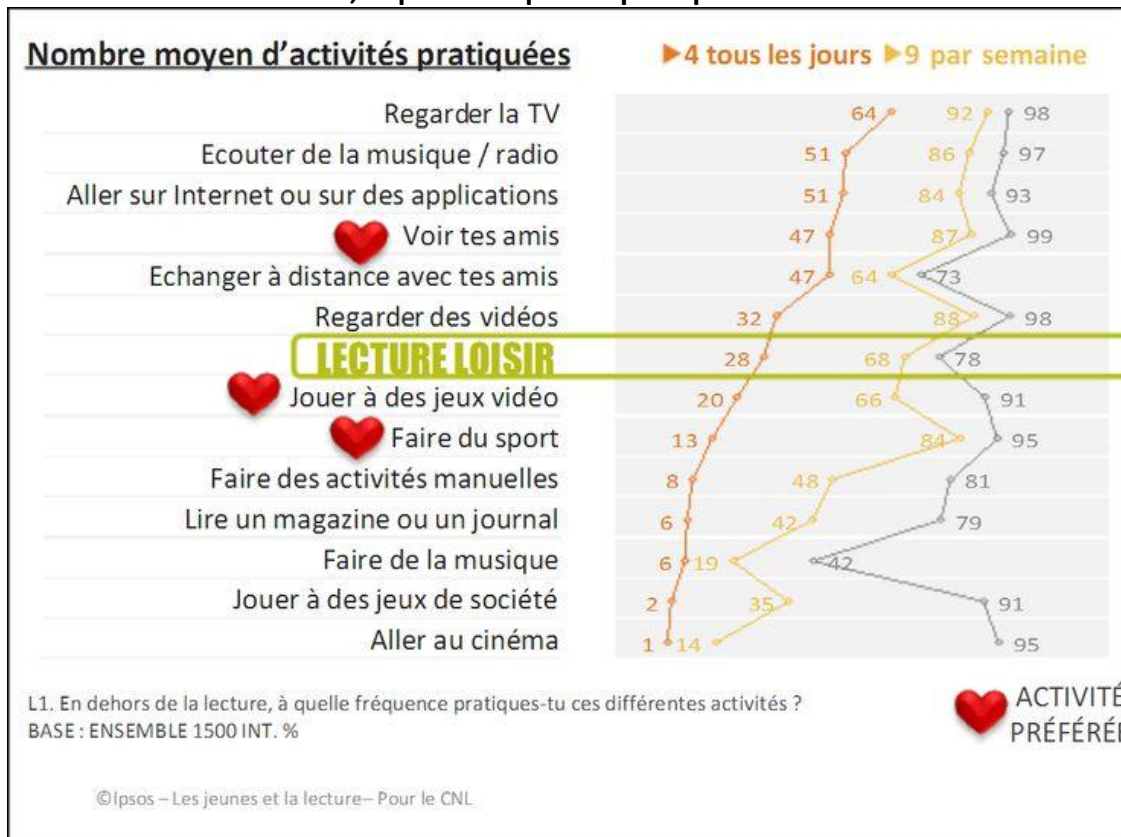 Nombre moyen d'activités pratiquées ▶4 tous les jours ▶9 par semaine
Regarder la TV 64 92 98
Ecouter de la musique / radio 51 86 97
Aller sur Internet ou sur des applications 51 84 93
Voir tes amis 47 87 99
Echanger à distance avec tes amis 47 64 73
Regarder des vidéos 32 88 98
LECTURE LOISIR 28 68 78
Jouer à des jeux vidéo 20 66 91
Faire du sport 13 84 95
Faire des activités manuelles 8 48 81
Lire un magazine ou un journal 6 42 79
Faire de la musique 6 19 42
Jouer à des jeux de société 2 35 91
Aller au cinéma 1 14 95
L1. En dehors de la lecture, à quelle fréquence pratiques-tu ces différentes activités ?
BASE : ENSEMBLE 1500 INT. %
ACTIVITÉ
PRÉFÉRÉE
©Ipsos – Les jeunes et la lecture– Pour le CNL